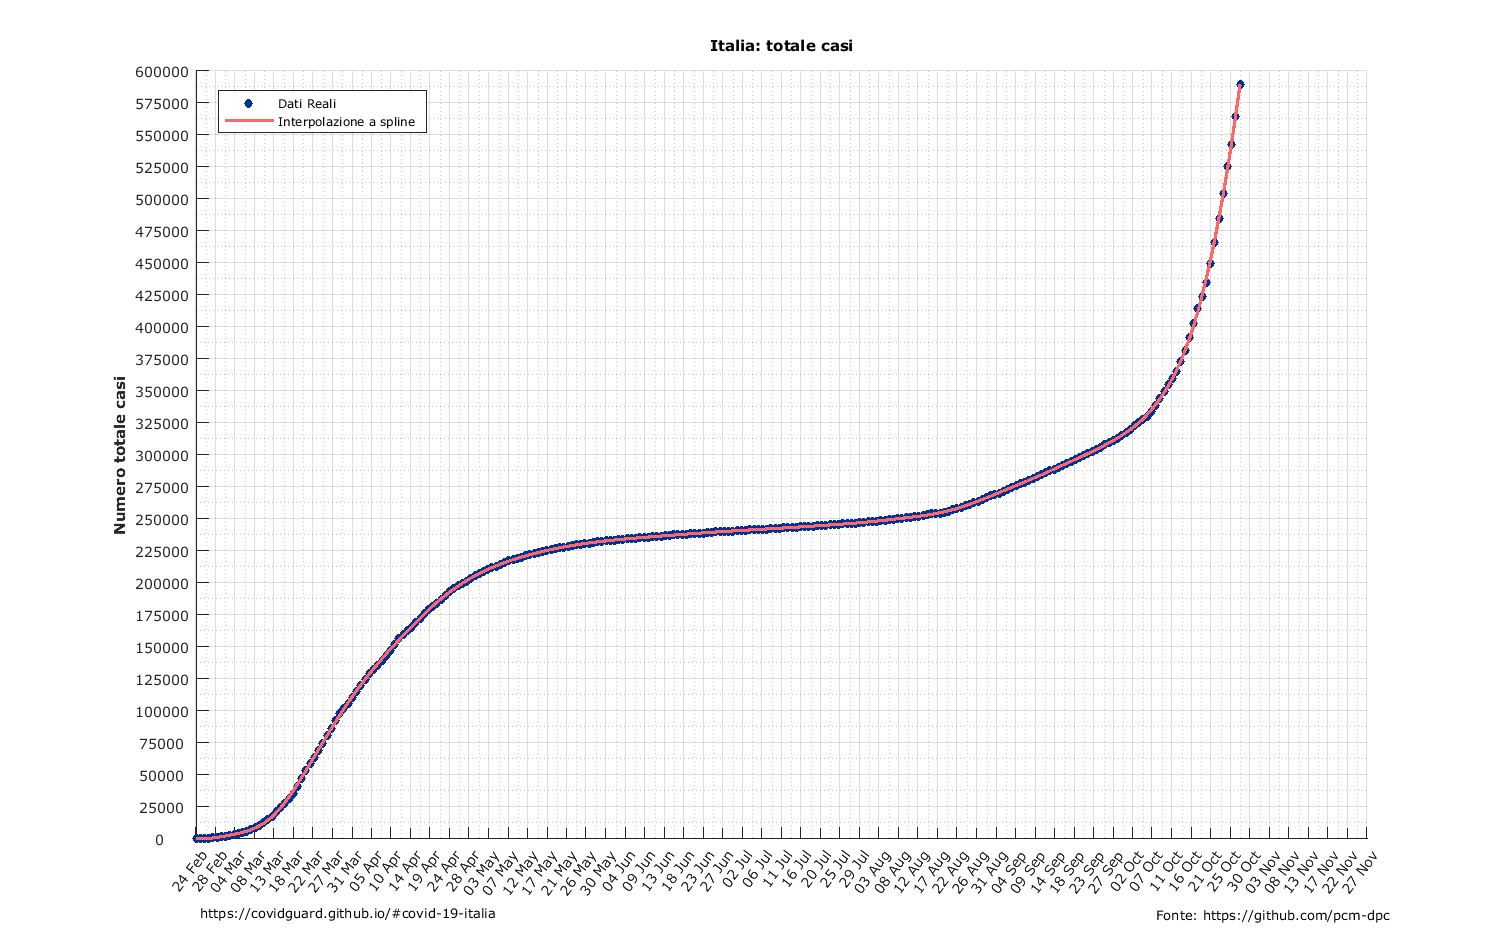 Italia: totale casi
600000
575000
550000
525000
500000
475000
450000
425000
400000
375000
350000
325000
300000
275000
250000
225000
200000
175000
150000
125000
100000
75000
50000
25000
0
Numero totale casi
Dati Reali
Interpolazione a spline
24 Feb
28 Feb
04 Mar
08 Mar
13 Mar
18 Mar
22 Mar
27 Mar
31 Mar
05 Apr
10 Apr
14 Apr
19 Apr
24 Apr
28 Apr
03 May
07 May
12 May
17 May
21 May
26 May
30 May
04 Jun
09 Jun
13 Jun
18 Jun
23 Jun
27 Jun
02 Jul
06 Jul
11 Jul
16 Jul
20 Jul
25 Jul
29 Jul
03 Aug
08 Aug
12 Aug
17 Aug
22 Aug
26 Aug
31 Aug
04 Sep
09 Sep
14 Sep
18 Sep
23 Sep
27 Sep
02 Oct
07 Oct
11 Oct
16 Oct
21 Oct
25 Oct
30 Oct
03 Nov
08 Nov
13 Nov
17 Nov
22 Nov
27 Nov
https://covidguard.github.io/#covid-19-italia
Fonte: https://github.com/pcm-dpc